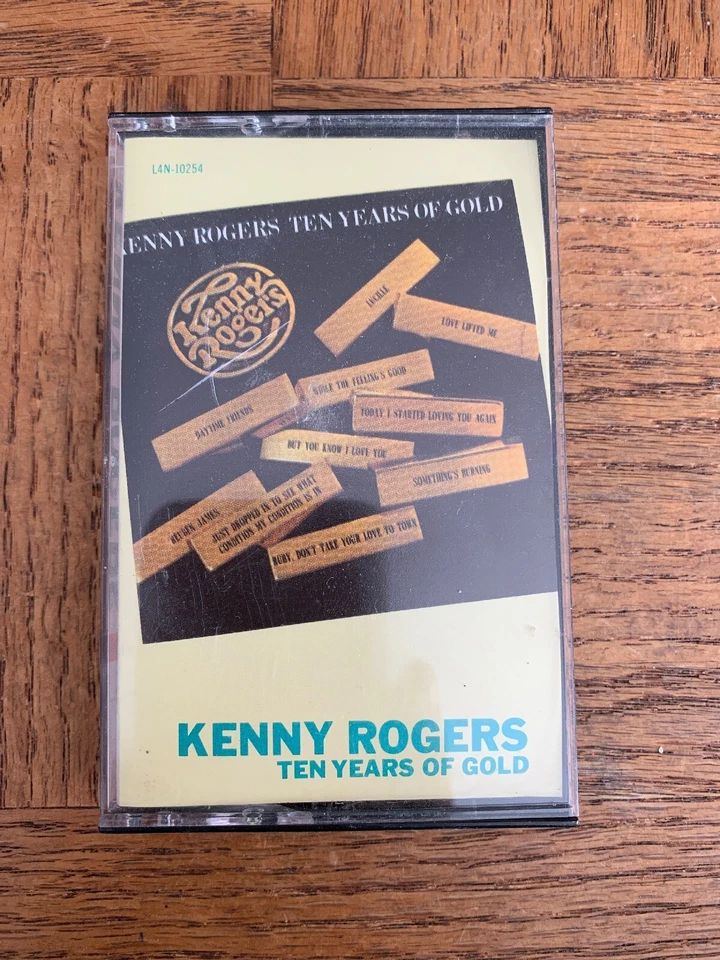 L4N-10254
KENNY ROGERS TEN YEARS OF GOLD
Kenny
Rogers
LUCILLE
LOVE LIFTED ME
WHILE THE FEELING'S GOOD
DAYTIME FRIENDS
TODAY I STARTED LOVING YOU AGAIN
BUT YOU KNOW I LOVE YOU
SOMETHING'S BURNING
REUBEN JAMES
JUST DROPPED IN TO SEE WHAT
CONDITION MY CONDITION IS IN
RUBY, DON'T TAKE YOUR LOVE TO TOWN
KENNY ROGERS
TEN YEARS OF GOLD